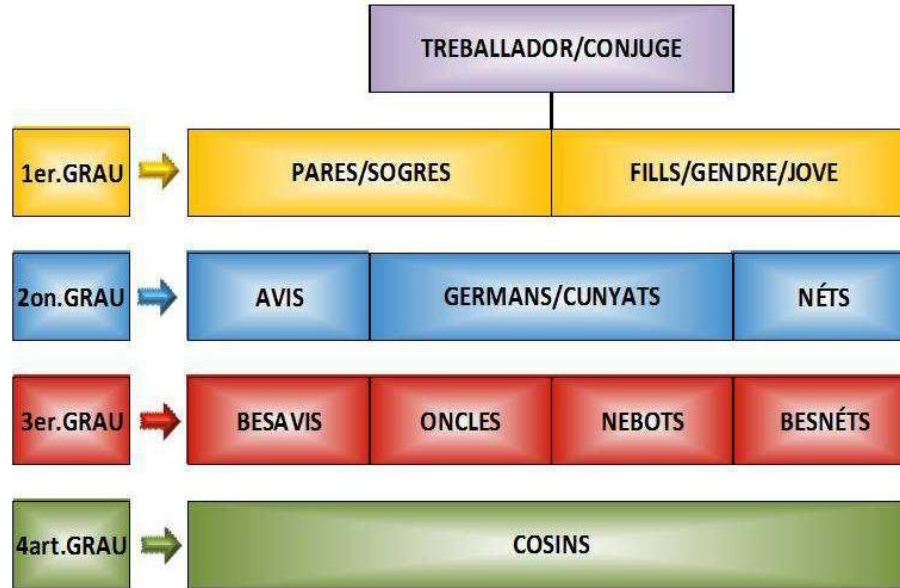 TREBALLADOR/CONJUGE
1er.GRAU PARES/SOGRES FILLS/GENDRE/JOVE
2on.GRAU AVIS GERMANS/CUNYATS NÉTS
3er.GRAU BESAVIS ONCLES NEBOTS BESNÉTS
4art.GRAU COSINS